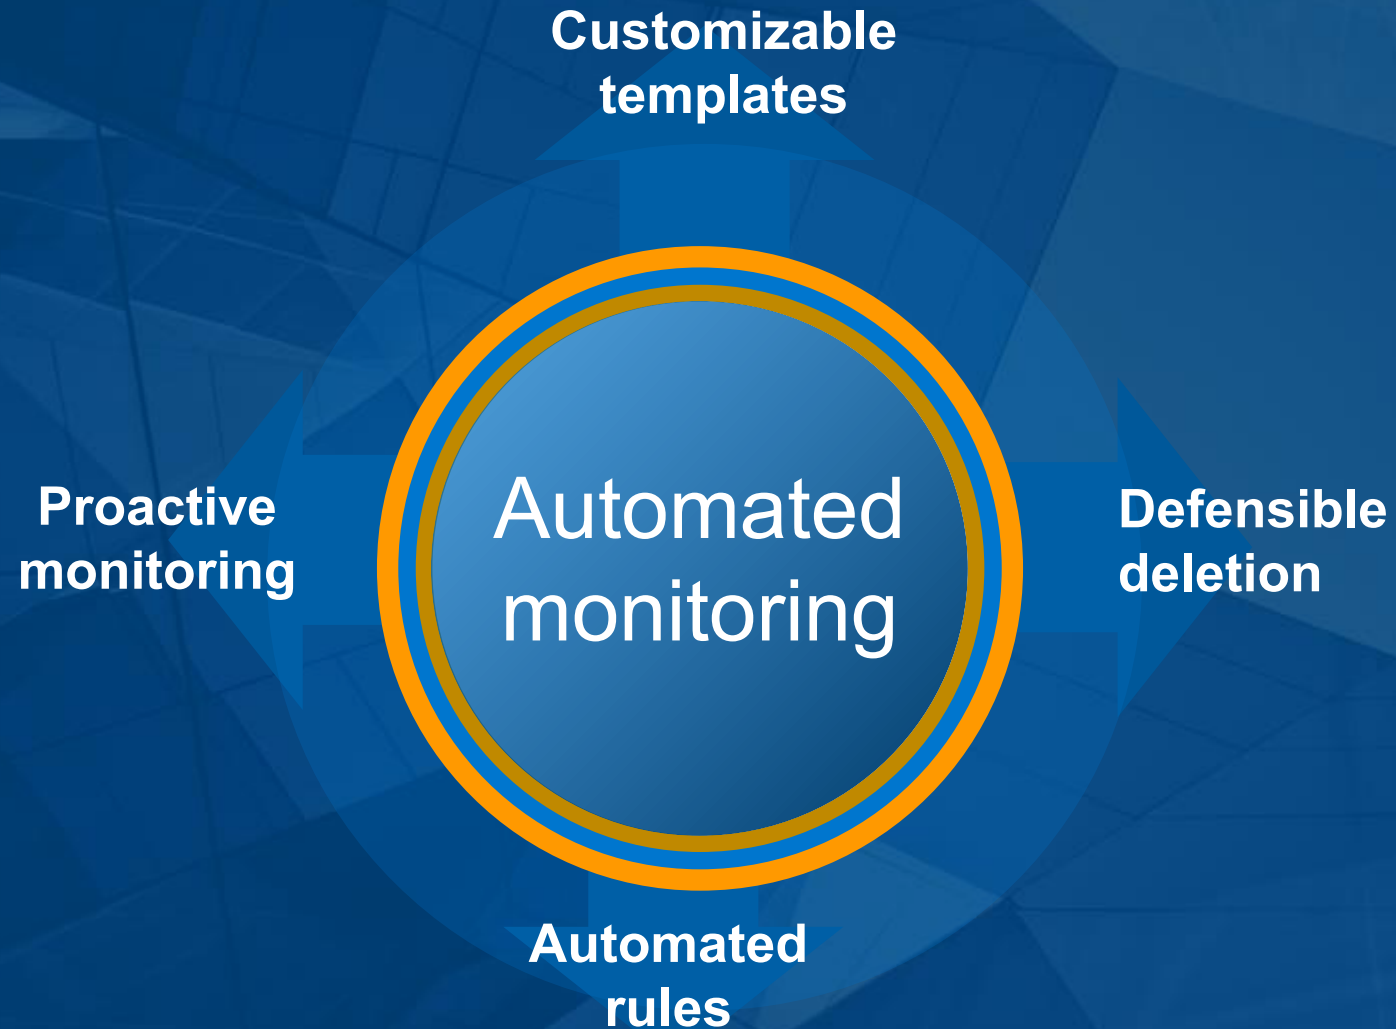 Customizable
templates
Proactive
monitoring
Automated
monitoring
Defensible
deletion
Automated
rules